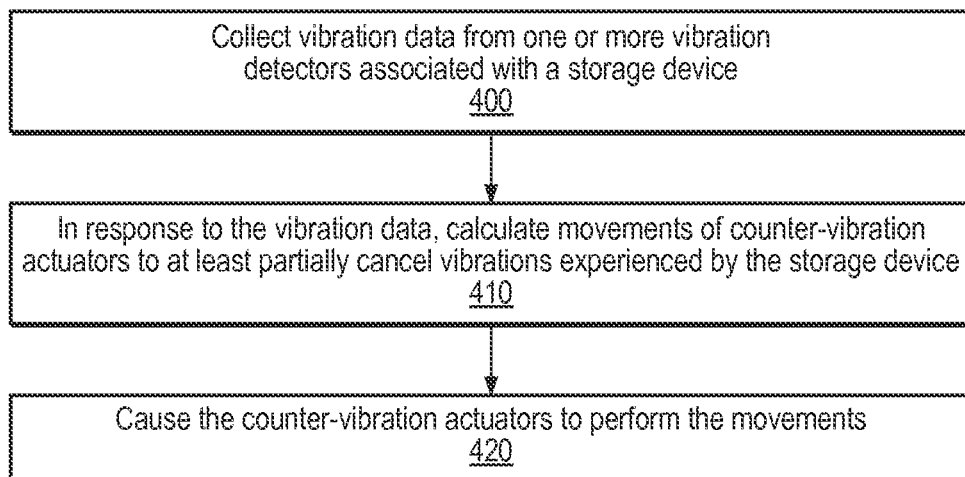 Collect vibration data from one or more vibration
detectors associated with a storage device
400
In response to the vibration data, calculate movements of counter-vibration
actuators to at least partially cancel vibrations experienced by the storage device
410
Cause the counter-vibration actuators to perform the movements
420